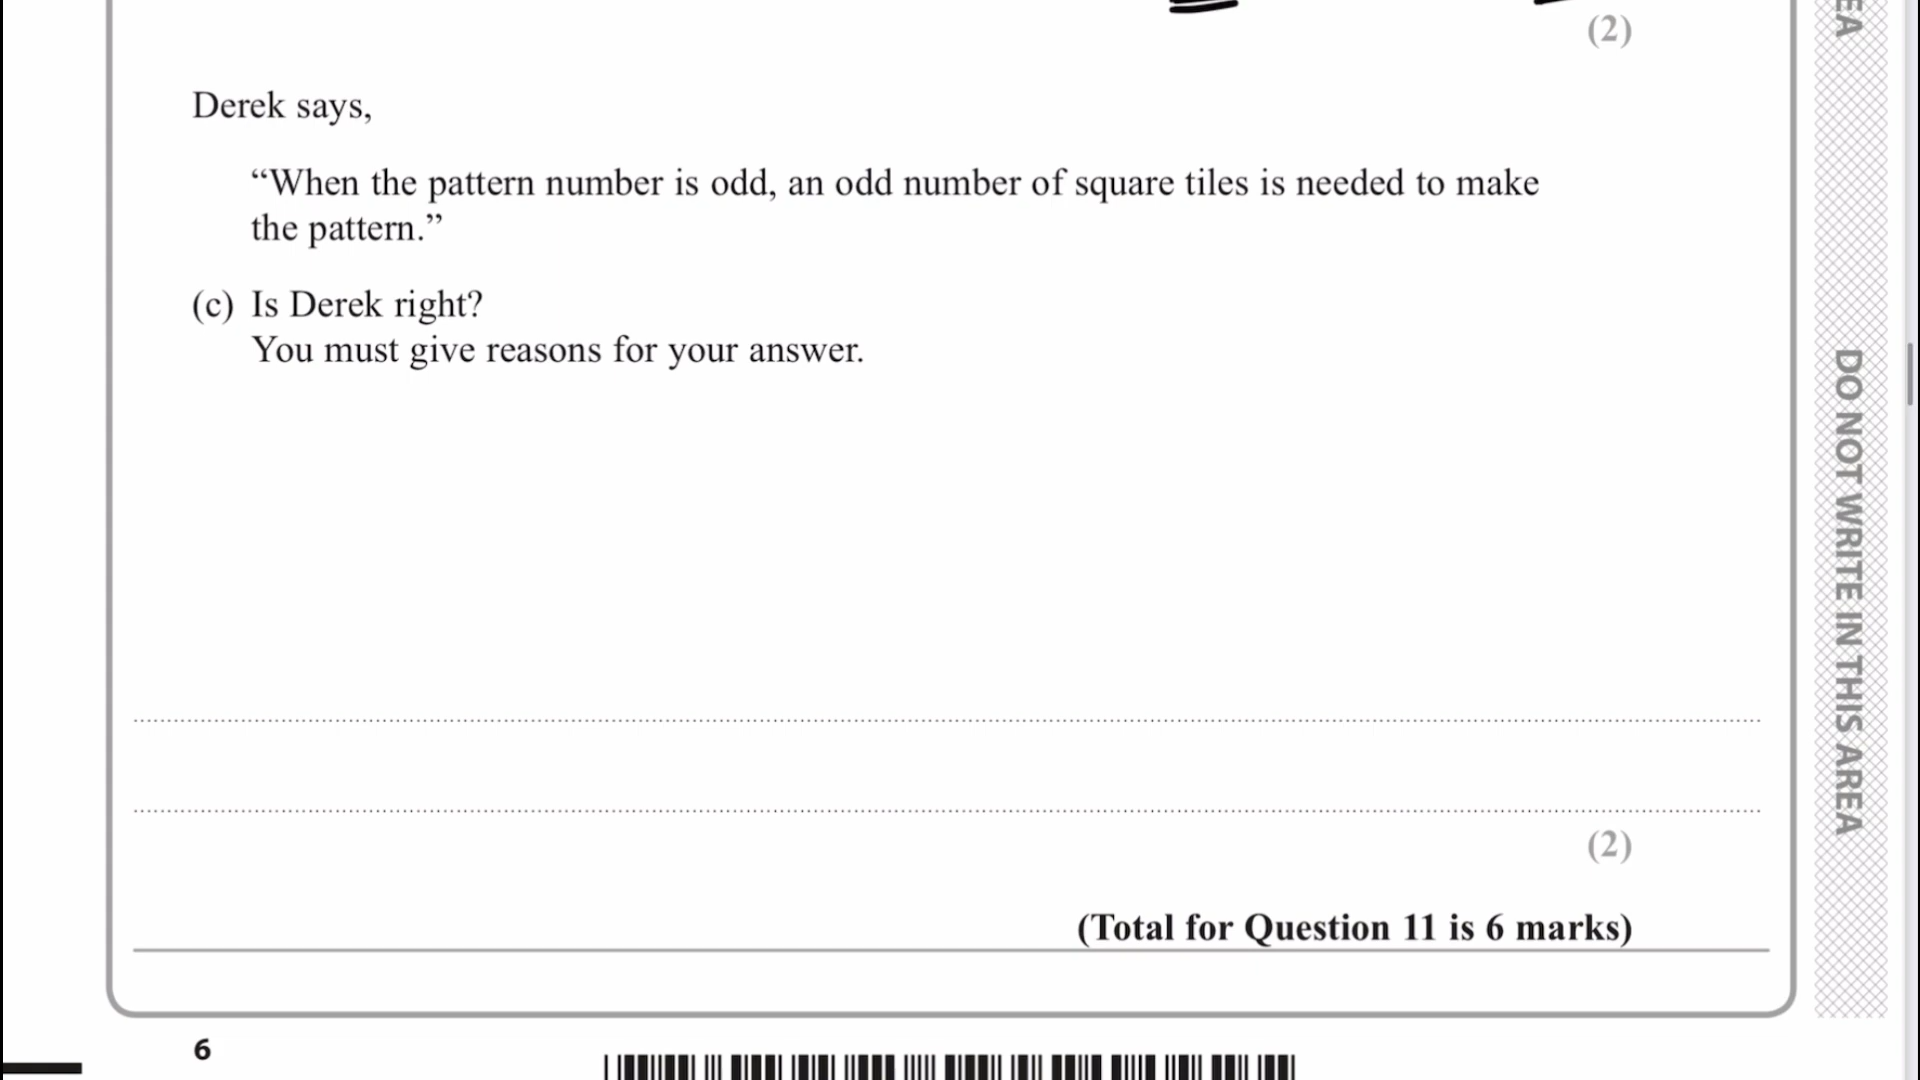 EA
(2)
Derek says,
“When the pattern number is odd, an odd number of square tiles is needed to make
the pattern.”
(c) Is Derek right?
You must give reasons for your answer.
DO NOT WRITE IN THIS AREA
(2)
(Total for Question 11 is 6 marks)
6